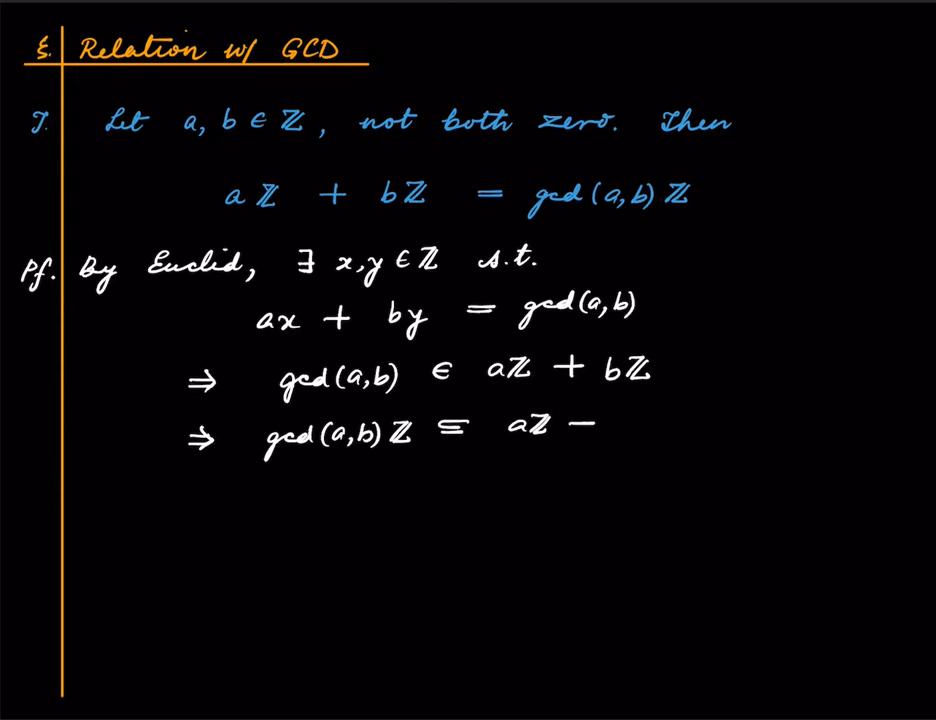 §. Relation w/ GCD
T. Let a, b ∈ ℤ, not both zero. Then
aℤ + bℤ = gcd(a,b)ℤ
Pf. By Euclid, ∃ x,y ∈ ℤ s.t.
ax + by = gcd(a,b)
⇒ gcd(a,b) ∈ aℤ + bℤ
⇒ gcd(a,b)ℤ ⊆ aℤ −